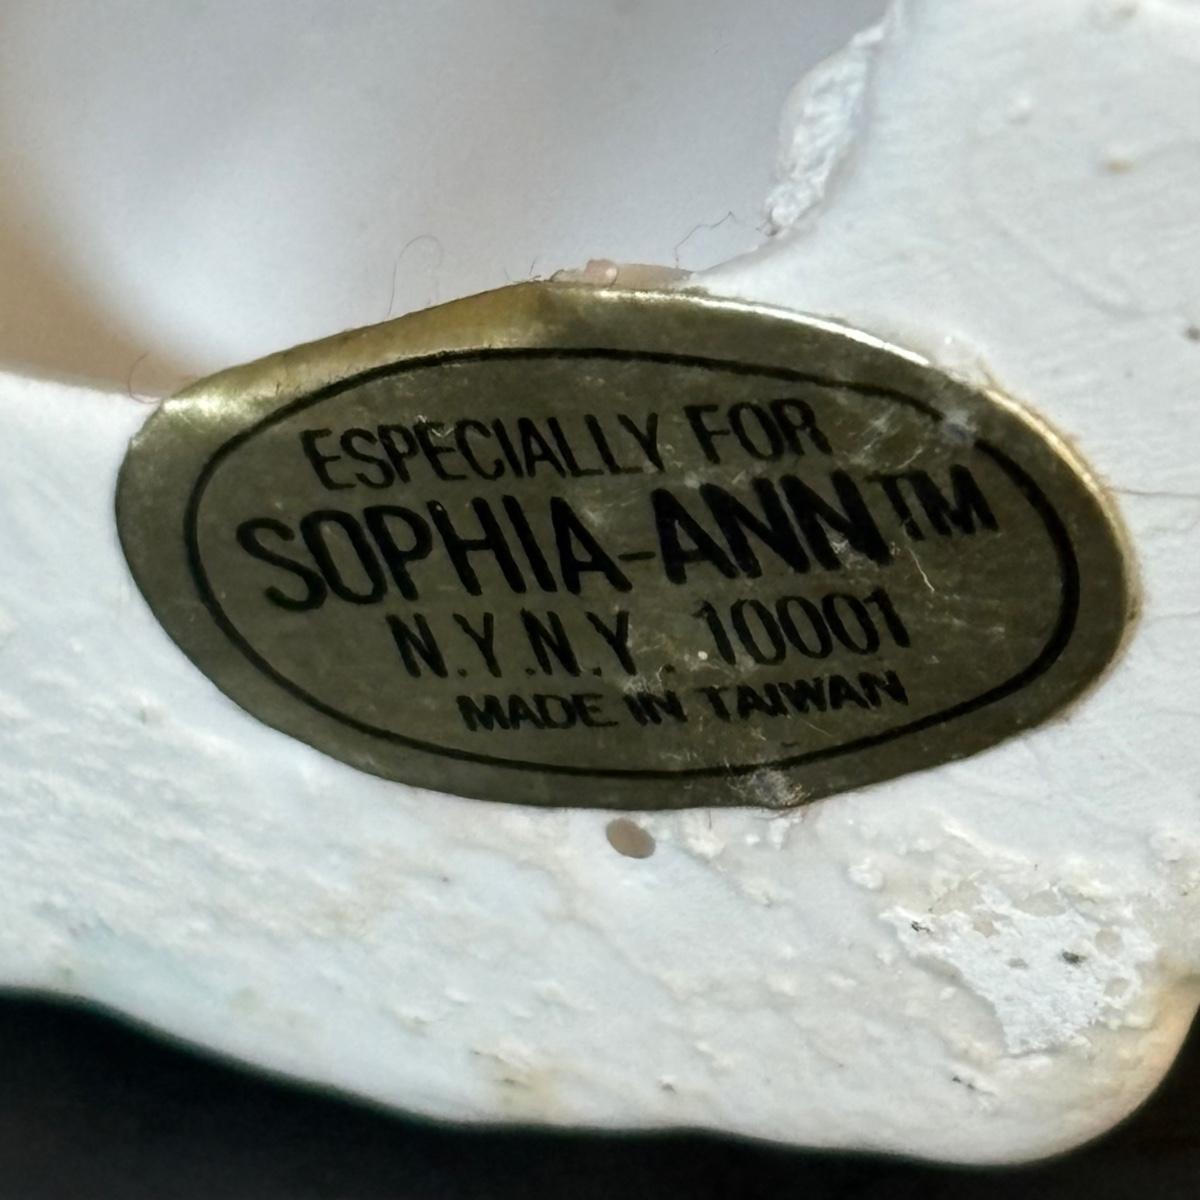 ESPECIALLY FOR
SOPHIA-ANN™
N.Y.N.Y. 10001
MADE IN TAIWAN